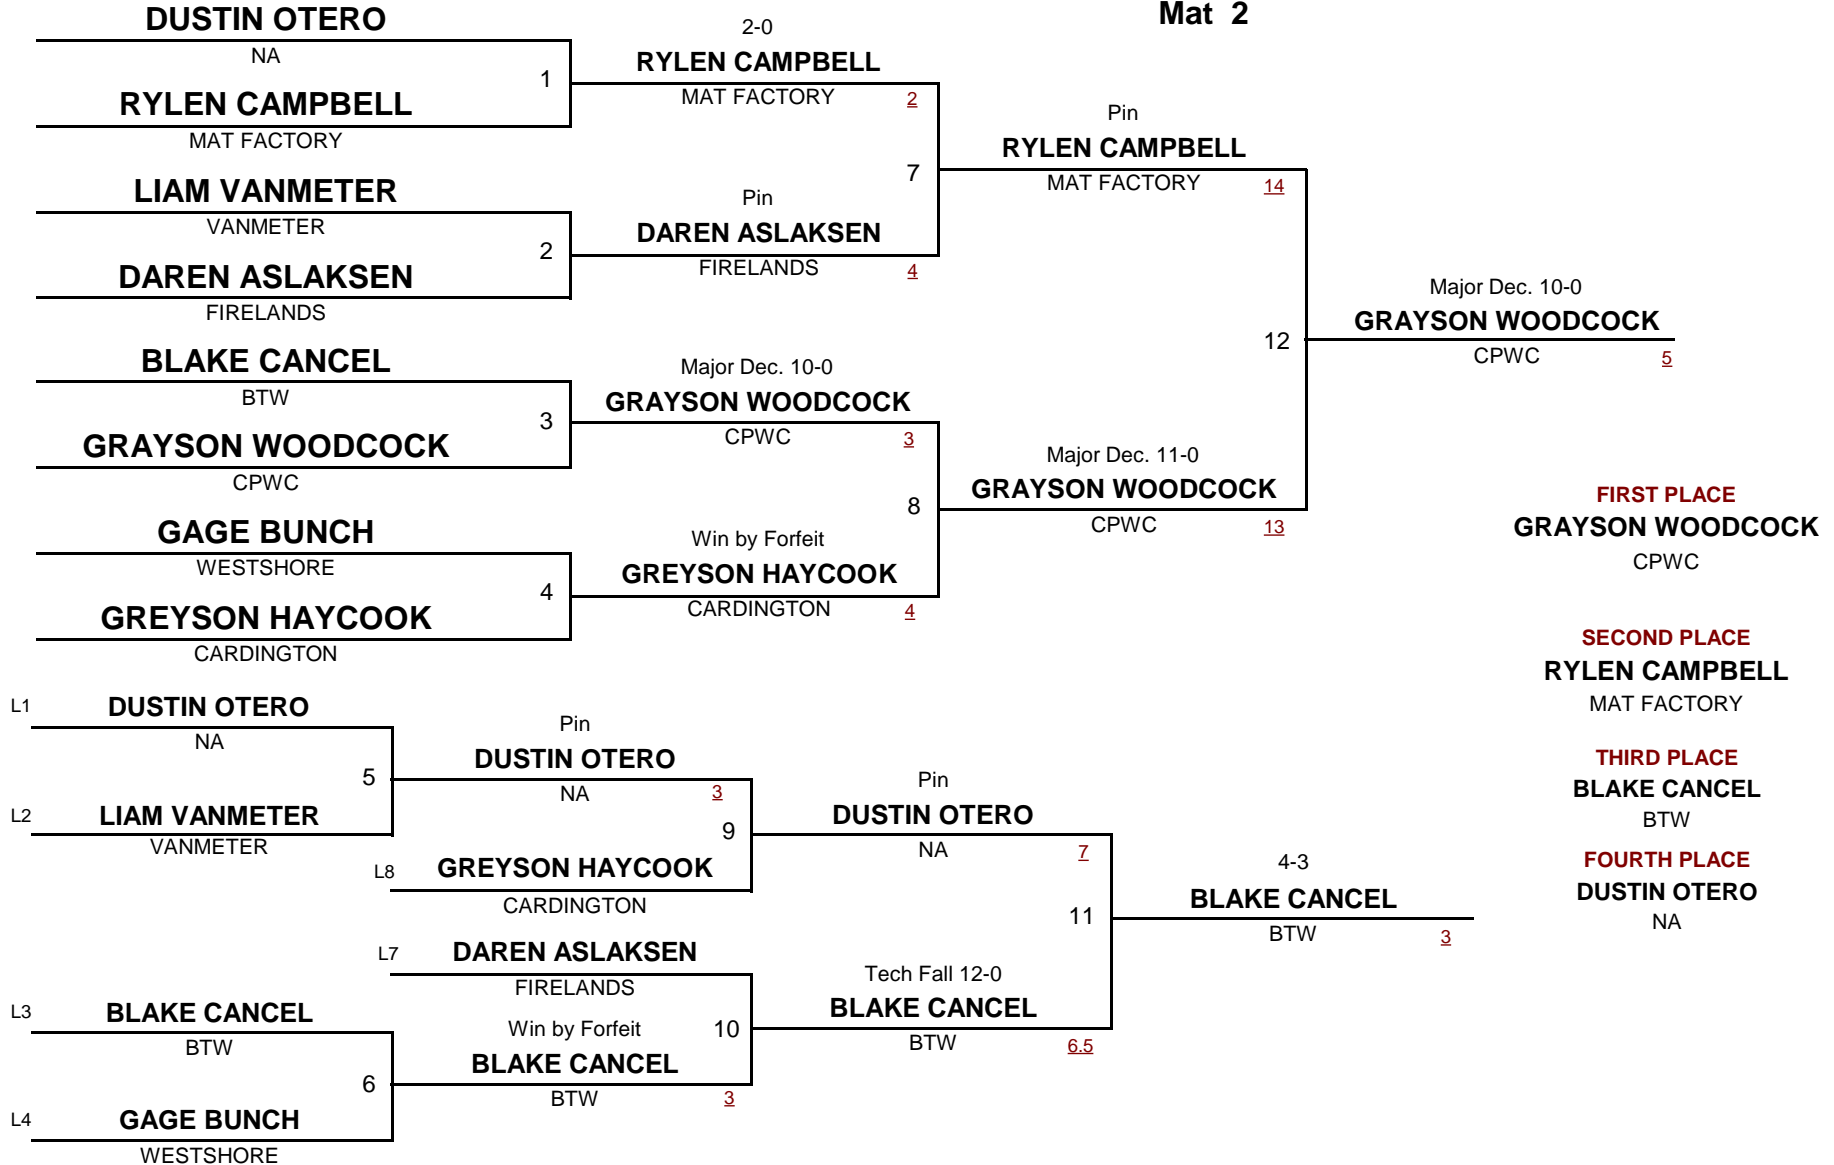 Mat 2
DUSTIN OTERO
NA
1
RYLEN CAMPBELL
MAT FACTORY
LIAM VANMETER
VANMETER
2
DAREN ASLAKSEN
FIRELANDS
BLAKE CANCEL
BTW
3
GRAYSON WOODCOCK
CPWC
GAGE BUNCH
WESTSHORE
4
GREYSON HAYCOOK
CARDINGTON
2-0
RYLEN CAMPBELL
MAT FACTORY
2
7
Pin
DAREN ASLAKSEN
FIRELANDS
4
Major Dec. 10-0
GRAYSON WOODCOCK
CPWC
3
8
Win by Forfeit
GREYSON HAYCOOK
CARDINGTON
4
Pin
RYLEN CAMPBELL
MAT FACTORY
14
12
Major Dec. 11-0
GRAYSON WOODCOCK
CPWC
13
Major Dec. 10-0
GRAYSON WOODCOCK
CPWC
5
FIRST PLACE
GRAYSON WOODCOCK
CPWC
SECOND PLACE
RYLEN CAMPBELL
MAT FACTORY
THIRD PLACE
BLAKE CANCEL
BTW
FOURTH PLACE
DUSTIN OTERO
NA
L1
DUSTIN OTERO
NA
5
L2
LIAM VANMETER
VANMETER
L3
BLAKE CANCEL
BTW
6
L4
GAGE BUNCH
WESTSHORE
Pin
DUSTIN OTERO
NA
3
9
L8
GREYSON HAYCOOK
CARDINGTON
L7
DAREN ASLAKSEN
FIRELANDS
10
Win by Forfeit
BLAKE CANCEL
BTW
3
Pin
DUSTIN OTERO
NA
7
11
Tech Fall 12-0
BLAKE CANCEL
BTW
6.5
4-3
BLAKE CANCEL
BTW
3